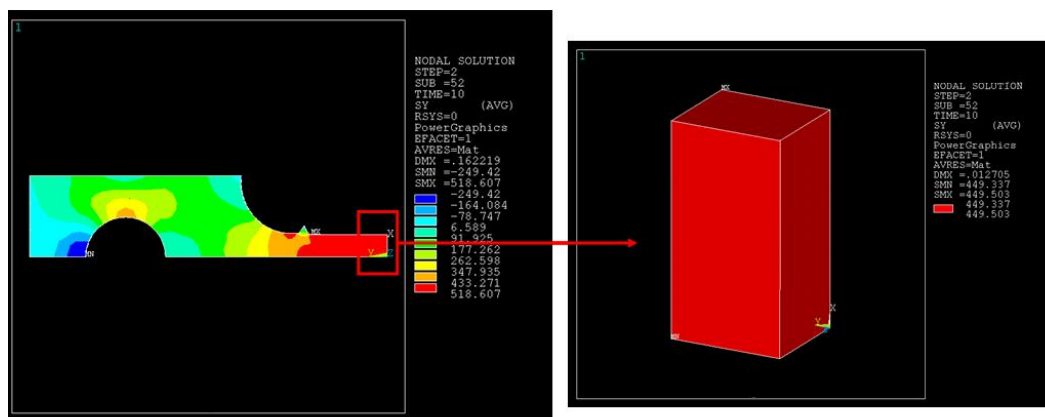 1
NODAL SOLUTION
STEP=2
SUB =52
TIME=10
SY (AVG)
RSYS=0
PowerGraphics
EFACET=1
AVRES=Mat
DMX =.162219
SMN =-249.42
SMX =518.607
-249.42
-164.084
-78.747
6.589
91.925
177.262
262.598
347.935
433.271
518.607
MN
MX
X
Y
Z
1
NODAL SOLUTION
STEP=2
SUB =52
TIME=10
SY (AVG)
RSYS=0
PowerGraphics
EFACET=1
AVRES=Mat
DMX =.012705
SMN =449.337
SMX =449.503
449.337
449.503
MX
MN
X
Y